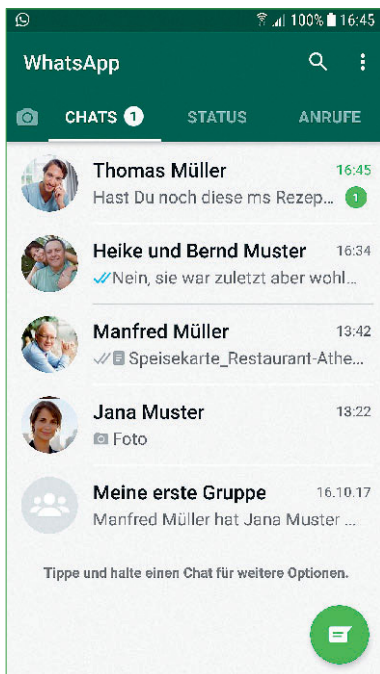 100% 16:45
WhatsApp
CHATS 1 STATUS ANRUFE
Thomas Müller 16:45
Hast Du noch diese ms Rezep... 1
Heike und Bernd Muster 16:34
Nein, sie war zuletzt aber wohl...
Manfred Müller 13:42
Speisekarte_Restaurant-Athe...
Jana Muster 13:22
Foto
Meine erste Gruppe 16.10.17
Manfred Müller hat Jana Muster ...
Tippe und halte einen Chat für weitere Optionen.